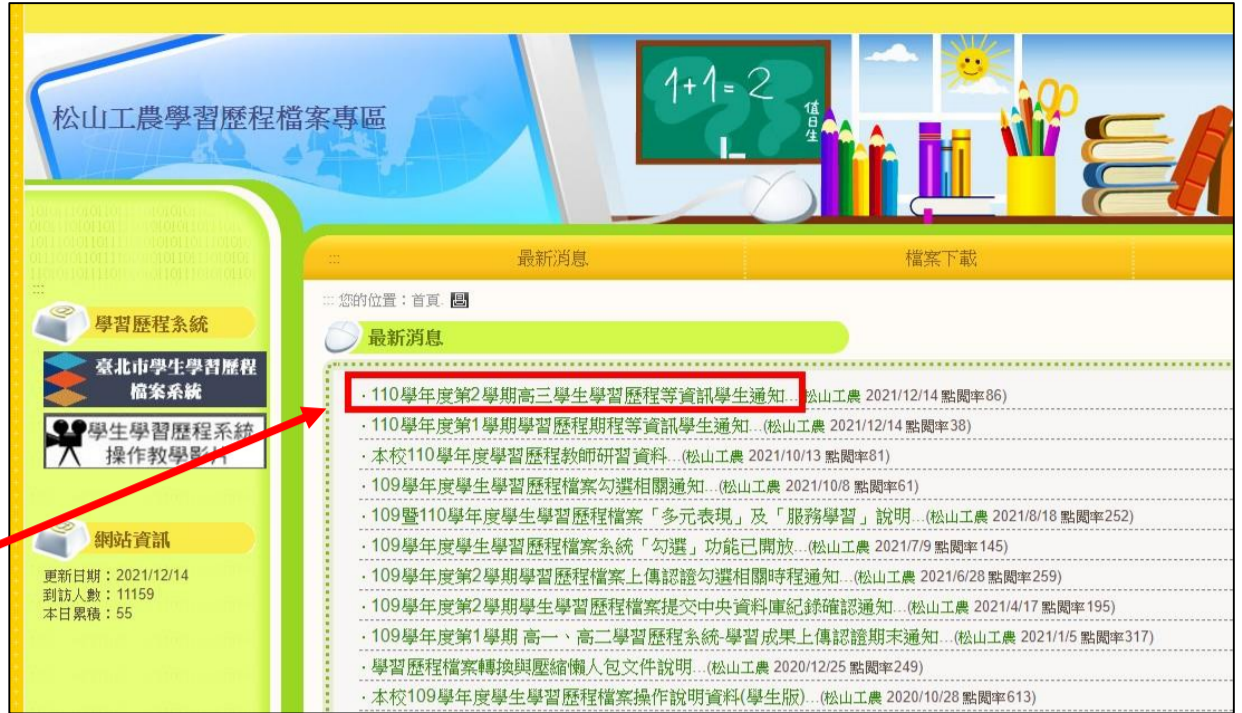 松山工農學習歷程檔案專區
1+1=2
值日生
:::
最新消息
檔案下載
:::
::: 您的位置：首頁
學習歷程系統
臺北市學生學習歷程
檔案系統
學生學習歷程系統
操作教學影片
網站資訊
更新日期：2021/12/14
到訪人數：11159
本日累積：55
最新消息
· 110學年度第2學期高三學生學習歷程等資訊學生通知...(松山工農 2021/12/14 點閱率86)
· 110學年度第1學期學習歷程期程等資訊學生通知...(松山工農 2021/12/14 點閱率38)
· 本校110學年度學習歷程教師研習資料...(松山工農 2021/10/13 點閱率81)
· 109學年度學生學習歷程檔案勾選相關通知...(松山工農 2021/10/8 點閱率61)
· 109暨110學年度學生學習歷程檔案「多元表現」及「服務學習」說明...(松山工農 2021/8/18 點閱率252)
· 109學年度學生學習歷程檔案系統「勾選」功能已開放...(松山工農 2021/7/9 點閱率145)
· 109學年度第2學期學習歷程檔案上傳認證勾選相關時程通知...(松山工農 2021/6/28 點閱率259)
· 109學年度第2學期學生學習歷程檔案提交中央資料庫紀錄確認通知...(松山工農 2021/4/17 點閱率195)
· 109學年度第1學期 高一、高二學習歷程系統-學習成果上傳認證期末通知...(松山工農 2021/1/5 點閱率317)
· 學習歷程檔案轉換與壓縮懶人包文件說明...(松山工農 2020/12/25 點閱率249)
· 本校109學年度學生學習歷程檔案操作說明資料(學生版)...(松山工農 2020/10/28 點閱率613)